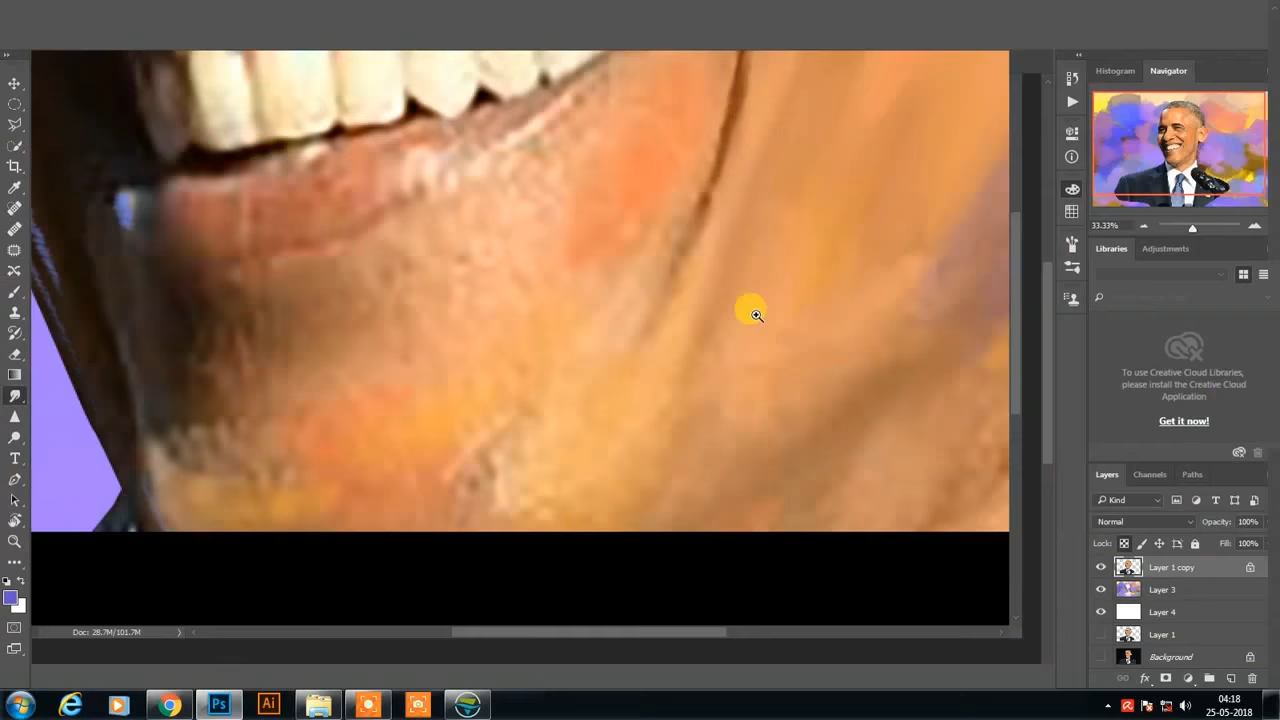 Histogram Navigator
33.33%
Libraries Adjustments
To use Creative Cloud Libraries,
please install the Creative Cloud
Application
Get it now!
Layers Channels Paths
Kind
Normal Opacity: 100%
Lock: Fill: 100%
Layer 1 copy
Layer 3
Layer 4
Layer 1
Background
Doc: 28.7M/101.7M
Ps Ai
04:18
25-05-2018